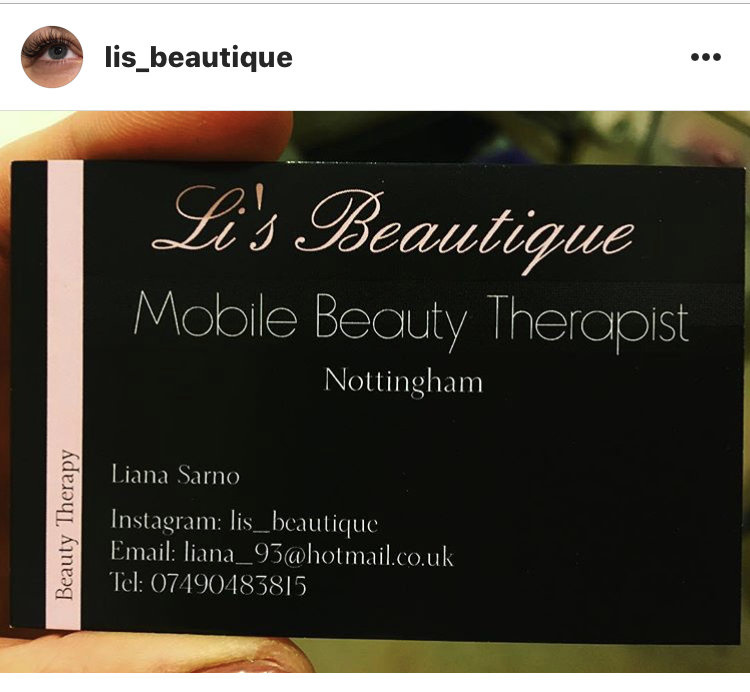 lis_beautique
Li's Beautique
Mobile Beauty Therapist
Nottingham
Beauty Therapy
Liana Sarno
Instagram: lis_beautique
Email: liana_93@hotmail.co.uk
Tel: 07490483815